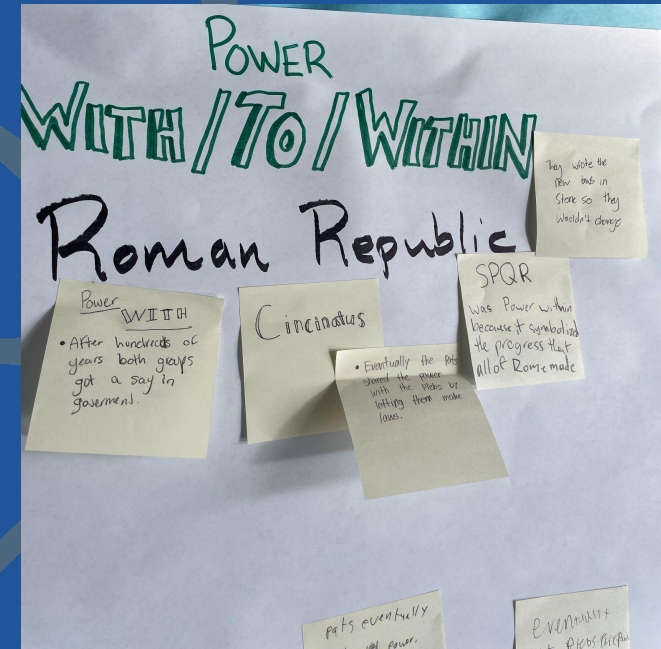 POWER
WITH/TO/WITHIN
Roman Republic
They wrote the
new laws in
Stone so they
wouldn't change
SPQR
was Power within
because it symbolized
the progress that
all of Rome made
Power
WITH
• After hundreds of
years both groups
got a say in
goverment.
Cincinatus
• Eventually the Pats
shared the power
with the Plebs by
letting them make
laws.
pats eventually
power,
eventually
Plebs